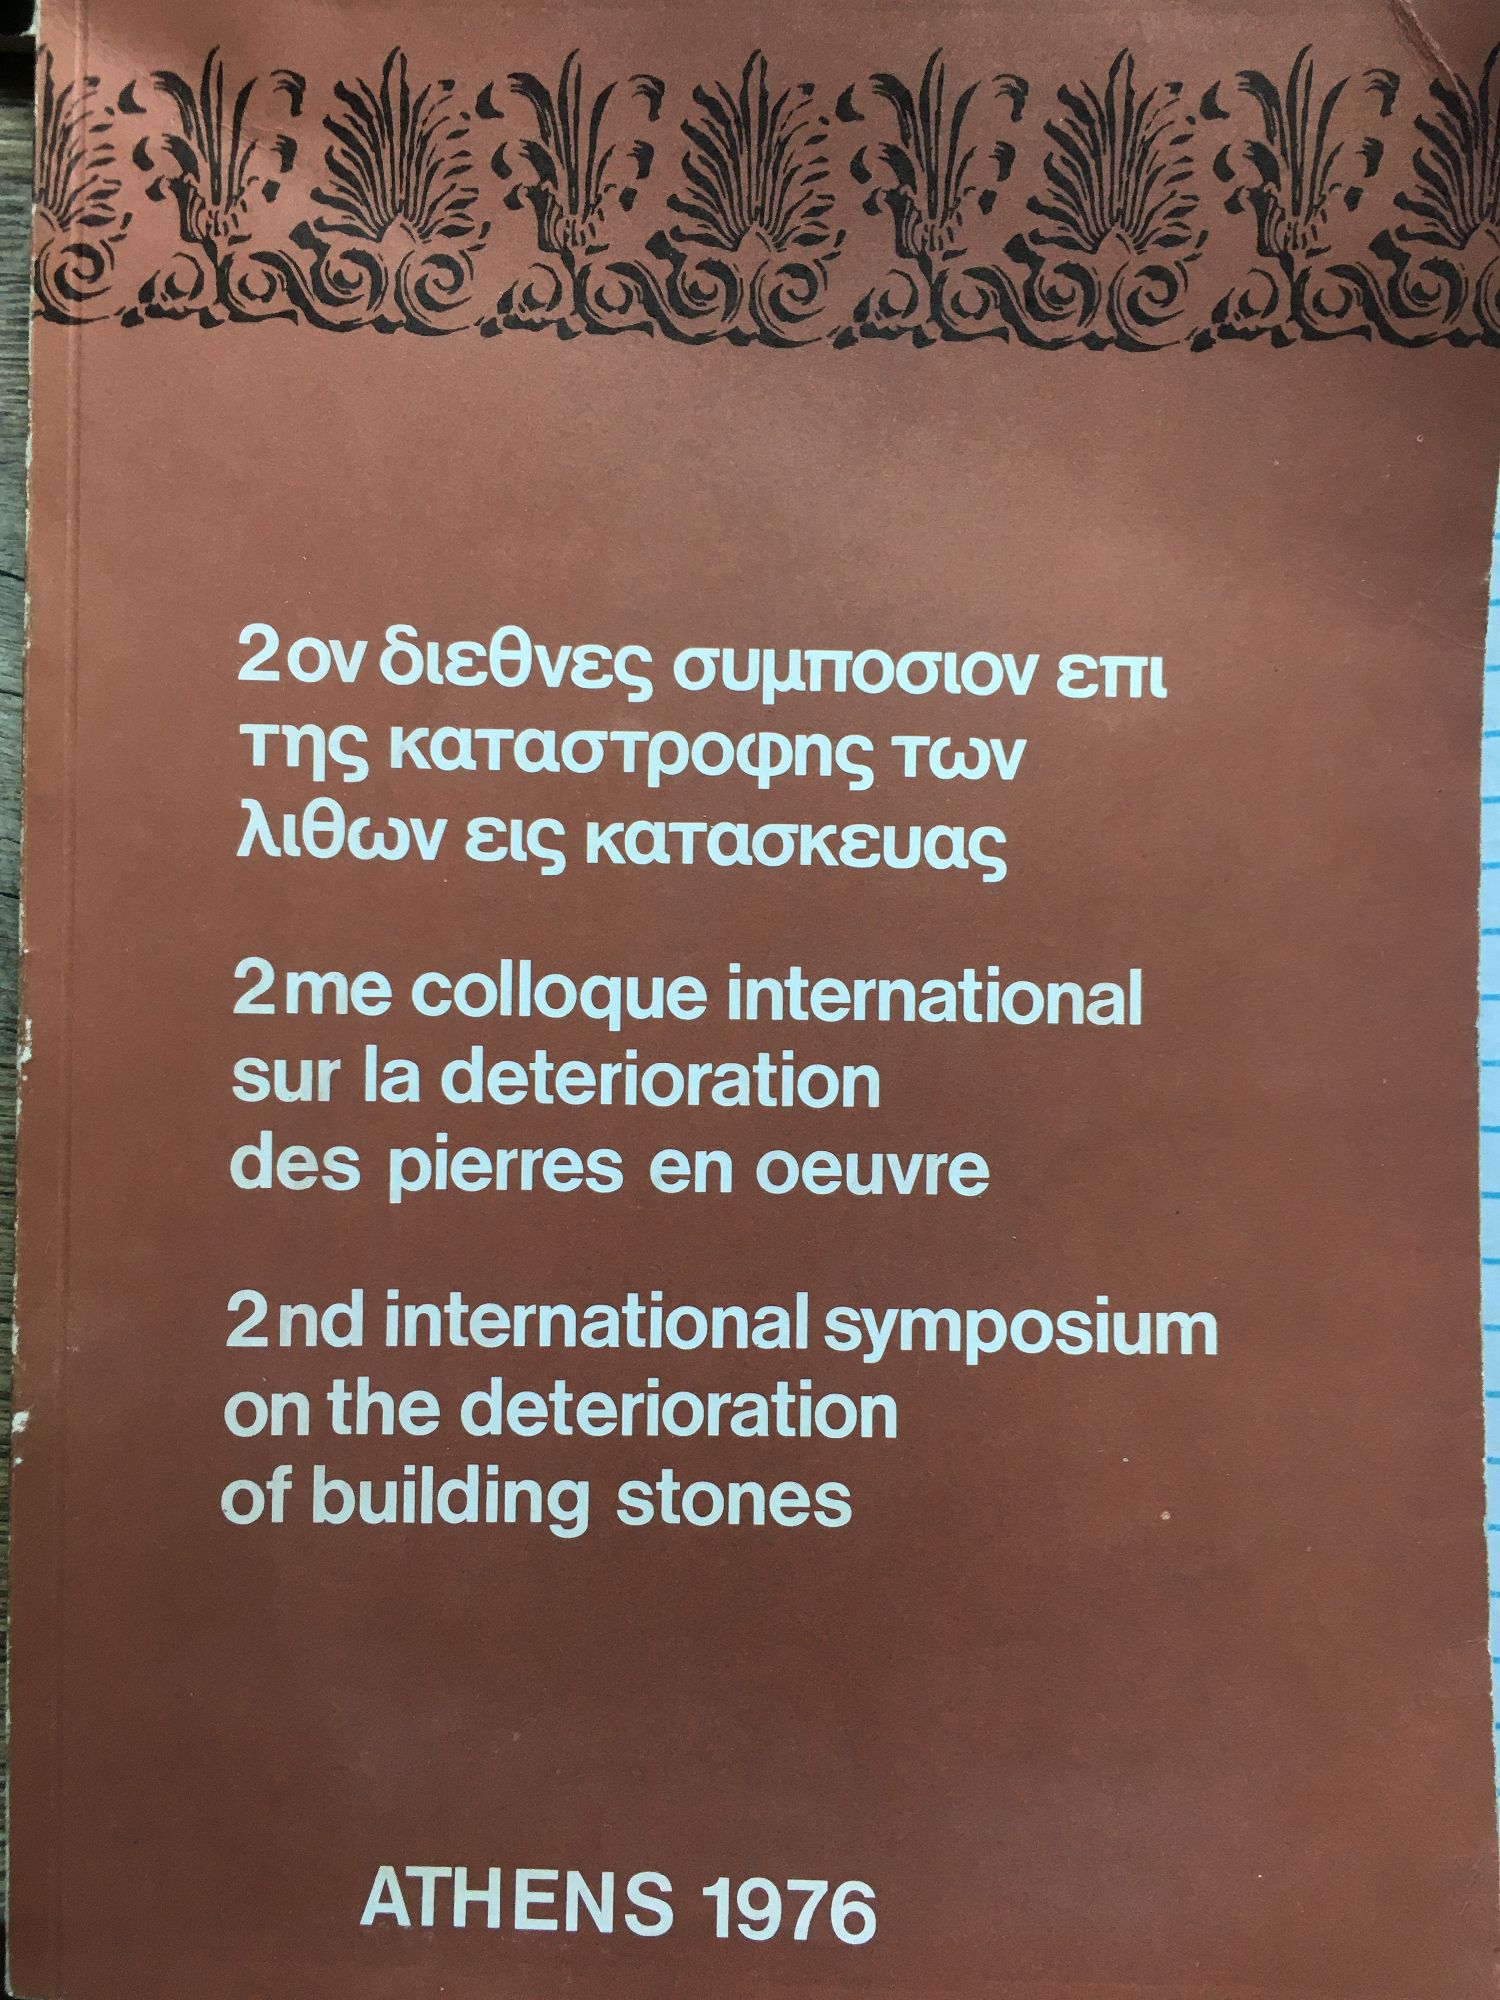 2ον διεθνες συμποσιον επι
της καταστροφης των
λιθων εις κατασκευας
2me colloque international
sur la deterioration
des pierres en oeuvre
2nd international symposium
on the deterioration
of building stones
ATHENS 1976